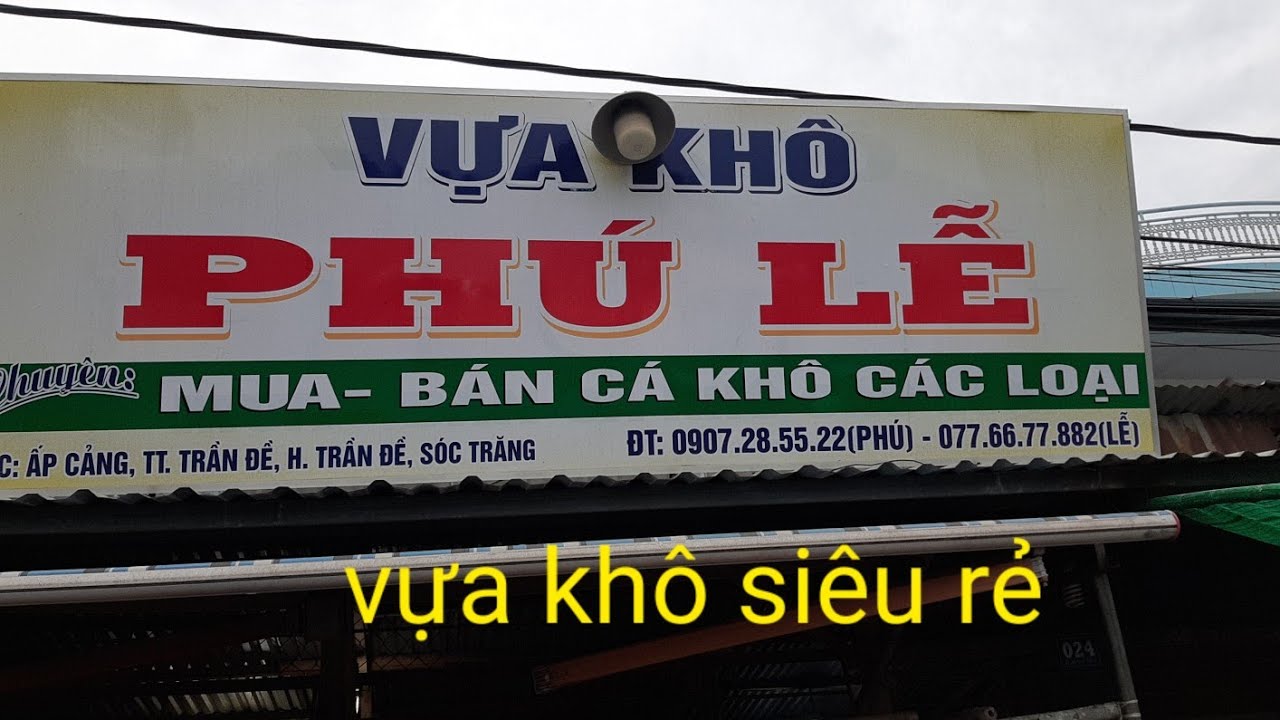 VỰA KHÔ
PHÚ LỄ
Chuyên: MUA- BÁN CÁ KHÔ CÁC LOẠI
C: ẤP CẢNG, TT. TRẦN ĐỀ, H. TRẦN ĐỀ, SÓC TRĂNG ĐT: 0907.28.55.22(PHÚ) - 077.66.77.882(LỄ)
vựa khô siêu rẻ
024